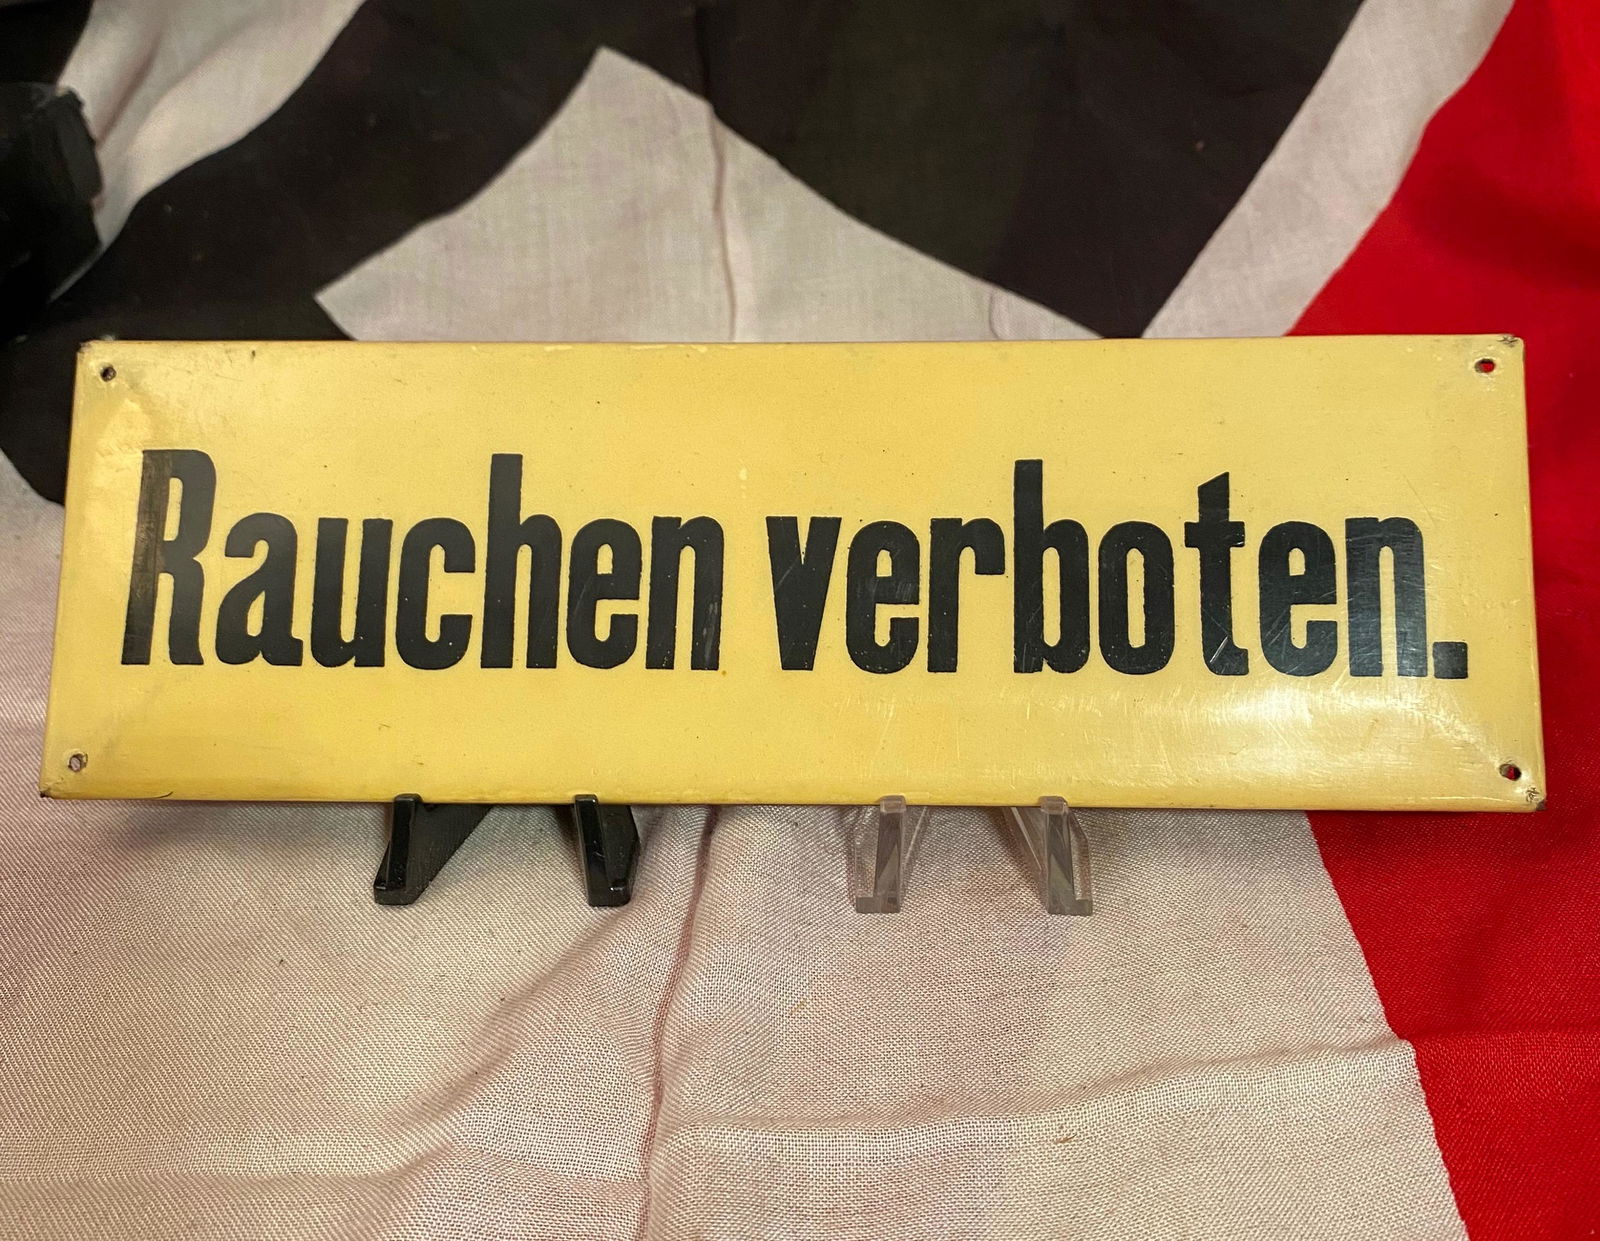 Rauchen verboten.